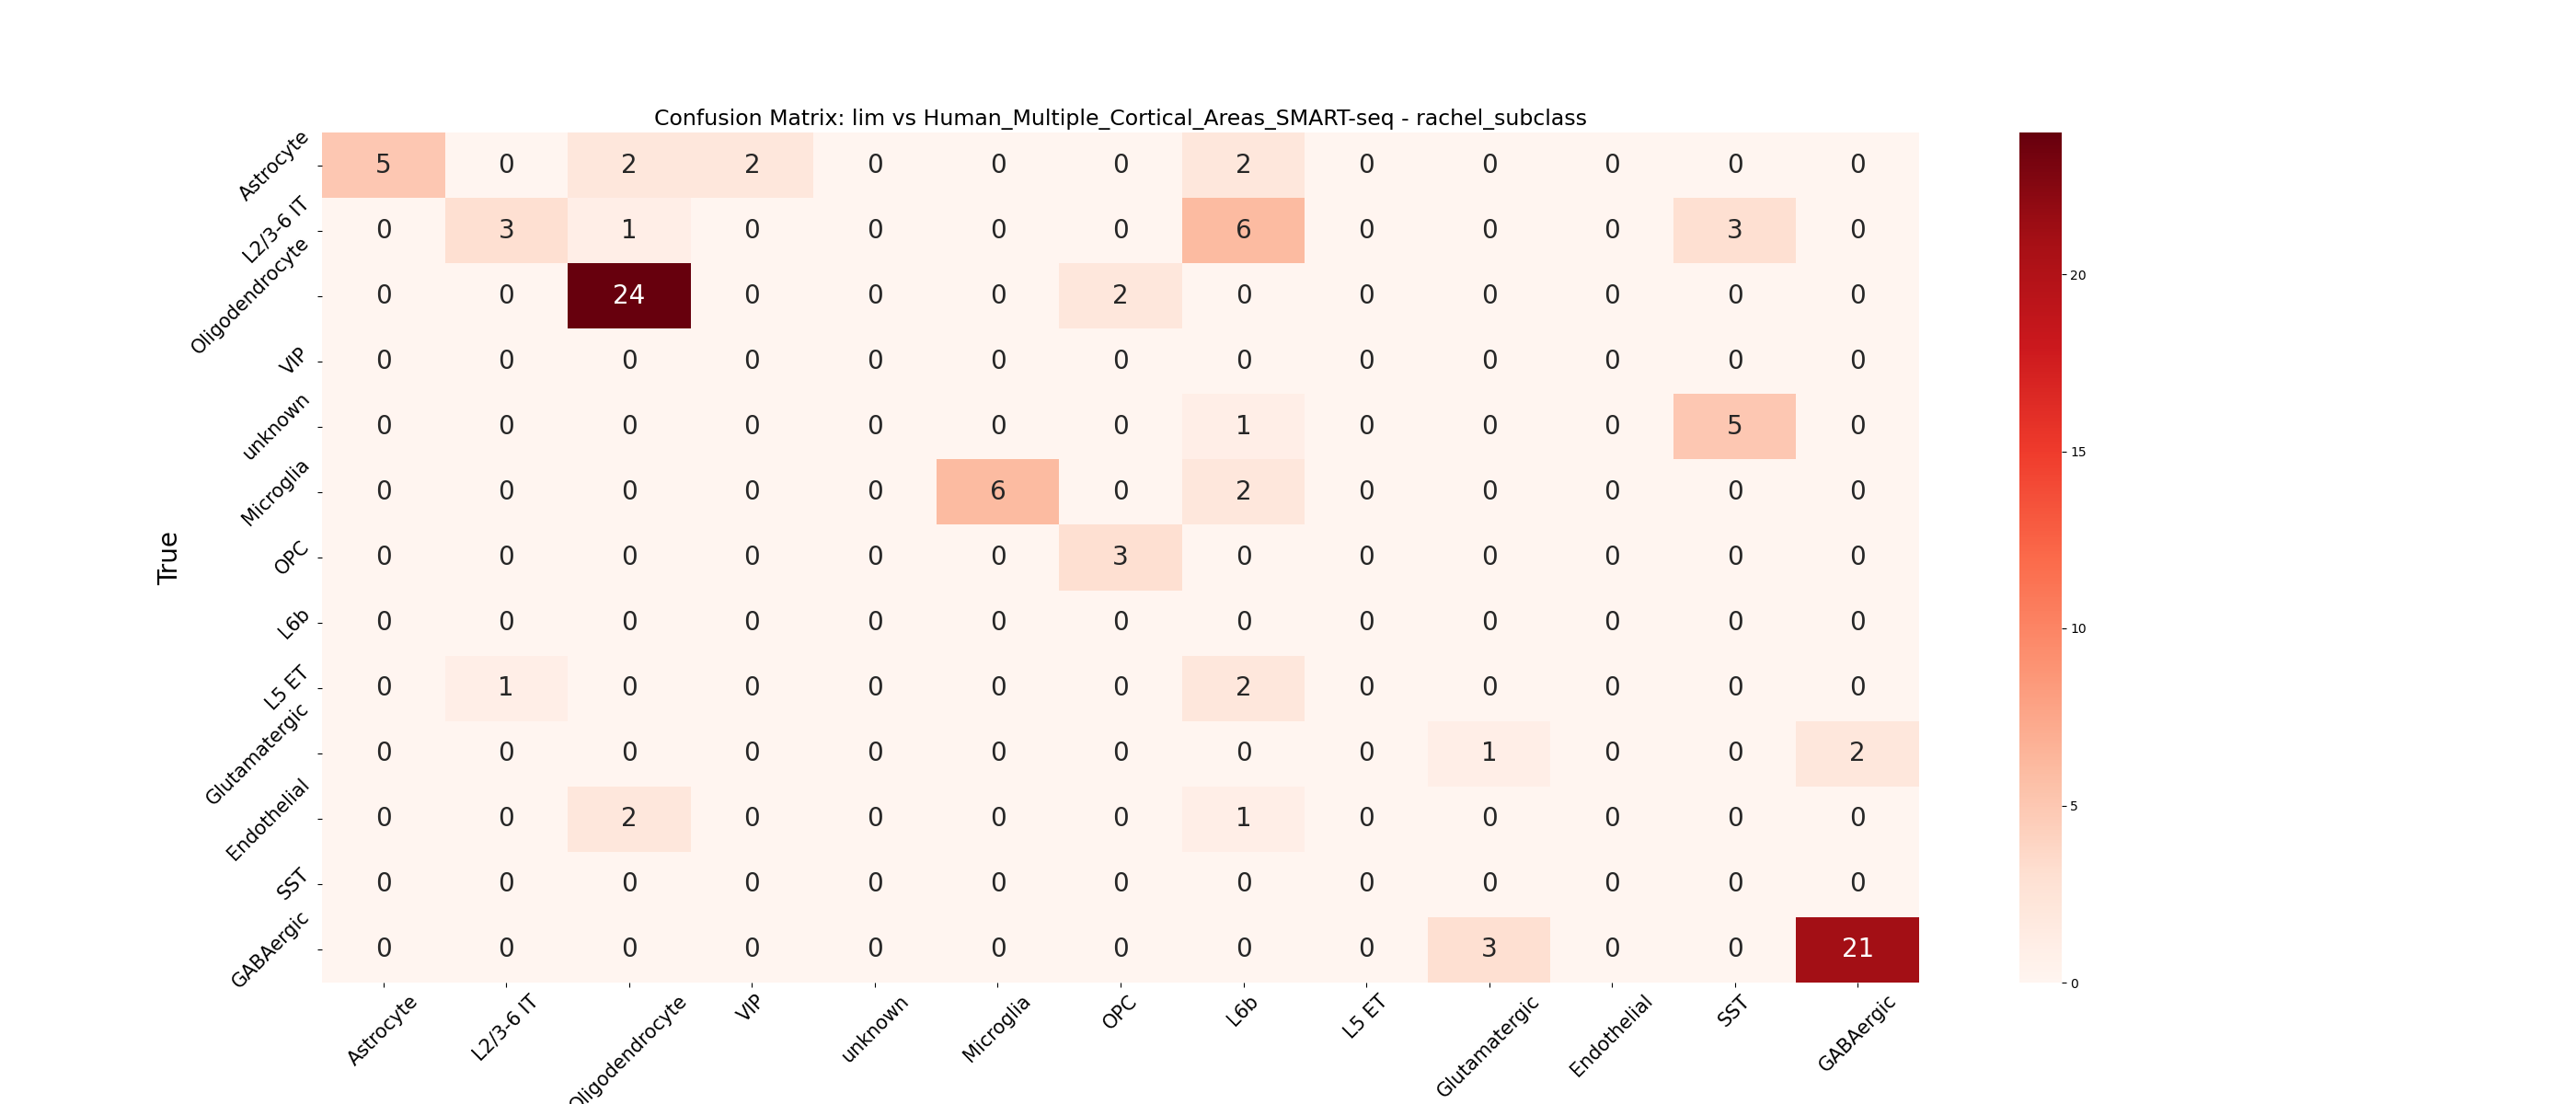 Confusion Matrix: lim vs Human_Multiple_Cortical_Areas_SMART-seq - rachel_subclass
True
Astrocyte 5 0 2 2 0 0 0 2 0 0 0 0 0
L2/3-6 IT 0 3 1 0 0 0 0 6 0 0 0 3 0
Oligodendrocyte 0 0 24 0 0 0 2 0 0 0 0 0 0
VIP 0 0 0 0 0 0 0 0 0 0 0 0 0
unknown 0 0 0 0 0 0 0 1 0 0 0 5 0
Microglia 0 0 0 0 0 6 0 2 0 0 0 0 0
OPC 0 0 0 0 0 0 3 0 0 0 0 0 0
L6b 0 0 0 0 0 0 0 0 0 0 0 0 0
L5 ET 0 1 0 0 0 0 0 2 0 0 0 0 0
Glutamatergic 0 0 0 0 0 0 0 0 0 1 0 0 2
Endothelial 0 0 2 0 0 0 0 1 0 0 0 0 0
SST 0 0 0 0 0 0 0 0 0 0 0 0 0
GABAergic 0 0 0 0 0 0 0 0 0 3 0 0 21
Astrocyte L2/3-6 IT Oligodendrocyte VIP unknown Microglia OPC L6b L5 ET Glutamatergic Endothelial SST GABAergic
20
15
10
5
0